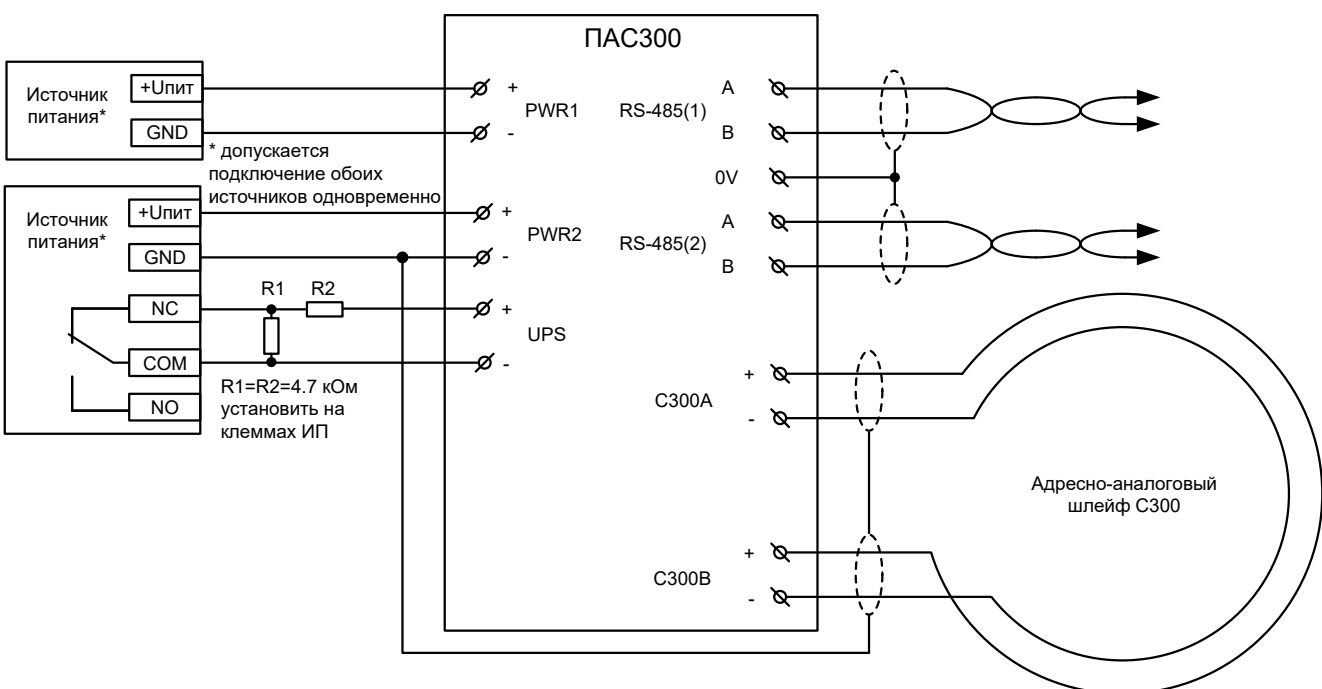 ПАС300
Источник
питания*
+Uпит
GND
* допускается
подключение обоих
источников одновременно
Источник
питания*
+Uпит
GND
NC
COM
NO
R1
R2
R1=R2=4.7 кОм
установить на
клеммах ИП
+
PWR1
-
+
PWR2
-
+
UPS
-
A
RS-485(1)
B
0V
A
RS-485(2)
B
+
C300A
-
+
C300B
-
Адресно-аналоговый
шлейф С300